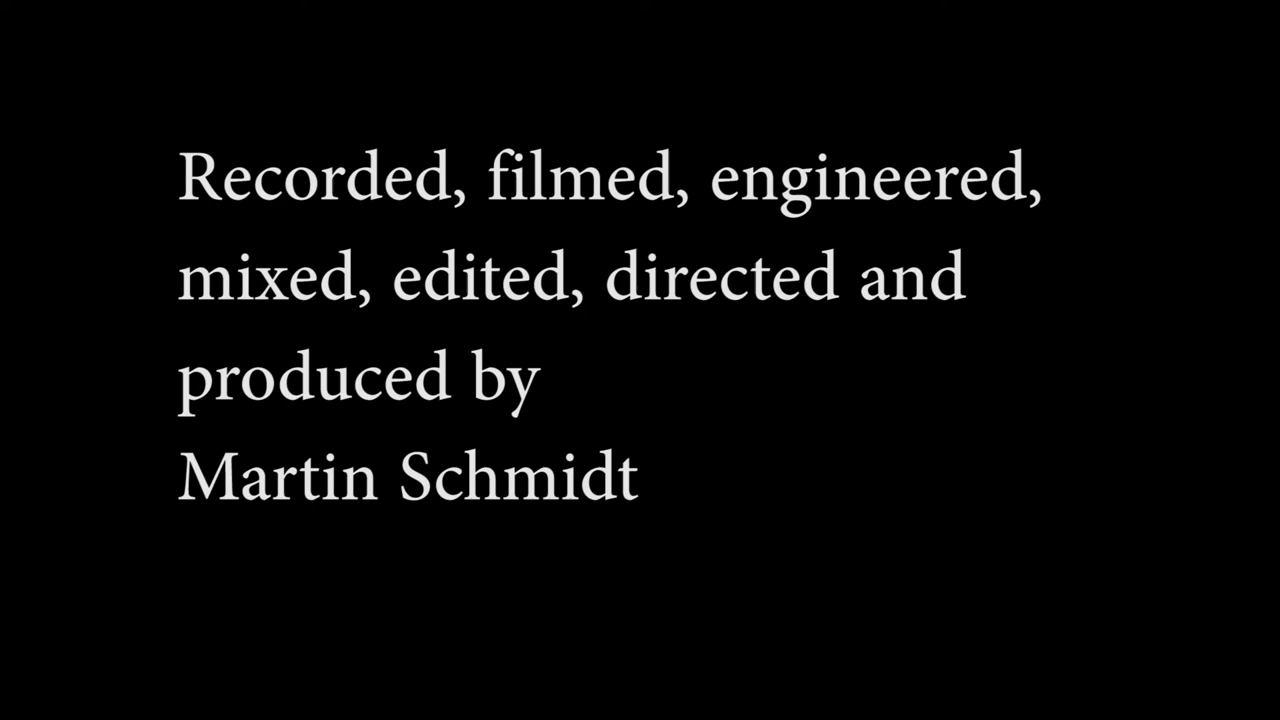 Recorded, filmed, engineered,
mixed, edited, directed and
produced by
Martin Schmidt